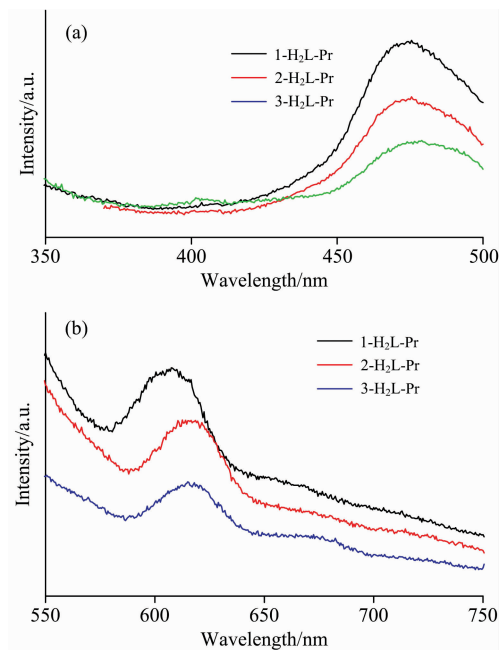 (a)
1-H₂L-Pr
2-H₂L-Pr
3-H₂L-Pr
Intensity/a.u.
350 400 450 500
Wavelength/nm
(b)
1-H₂L-Pr
2-H₂L-Pr
3-H₂L-Pr
Intensity/a.u.
550 600 650 700 750
Wavelength/nm